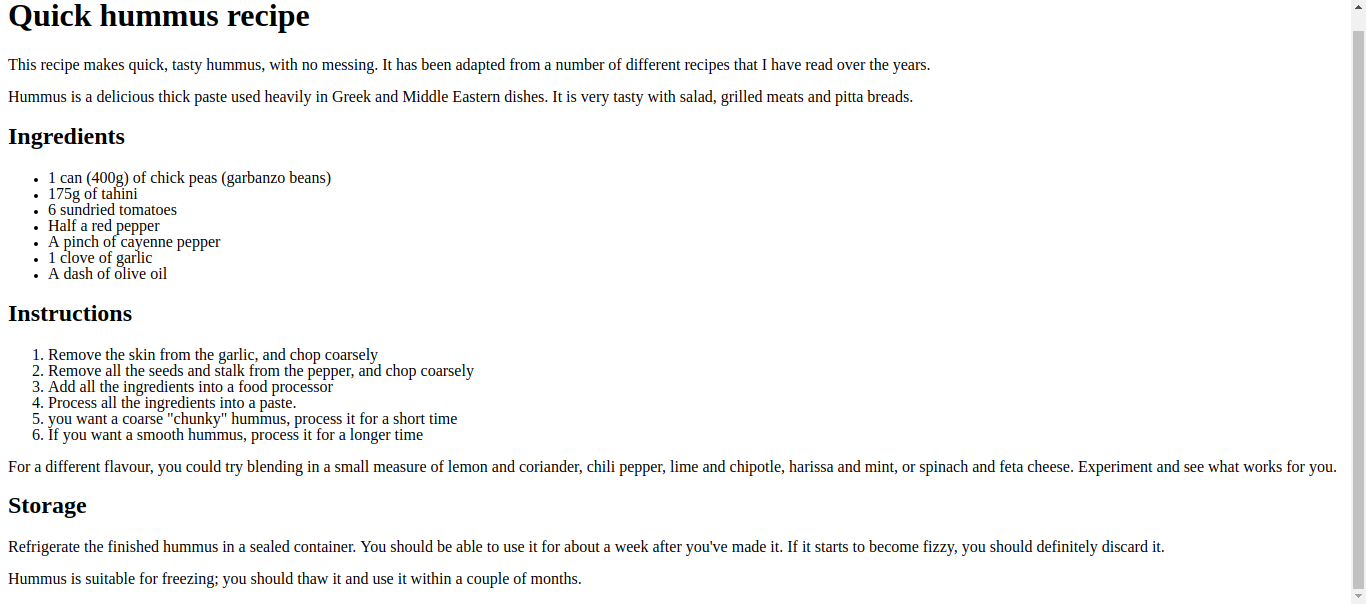 Quick hummus recipe
This recipe makes quick, tasty hummus, with no messing. It has been adapted from a number of different recipes that I have read over the years.
Hummus is a delicious thick paste used heavily in Greek and Middle Eastern dishes. It is very tasty with salad, grilled meats and pitta breads.
Ingredients
• 1 can (400g) of chick peas (garbanzo beans)
• 175g of tahini
• 6 sundried tomatoes
• Half a red pepper
• A pinch of cayenne pepper
• 1 clove of garlic
• A dash of olive oil
Instructions
1. Remove the skin from the garlic, and chop coarsely
2. Remove all the seeds and stalk from the pepper, and chop coarsely
3. Add all the ingredients into a food processor
4. Process all the ingredients into a paste.
5. you want a coarse "chunky" hummus, process it for a short time
6. If you want a smooth hummus, process it for a longer time
For a different flavour, you could try blending in a small measure of lemon and coriander, chili pepper, lime and chipotle, harissa and mint, or spinach and feta cheese. Experiment and see what works for you.
Storage
Refrigerate the finished hummus in a sealed container. You should be able to use it for about a week after you've made it. If it starts to become fizzy, you should definitely discard it.
Hummus is suitable for freezing; you should thaw it and use it within a couple of months.